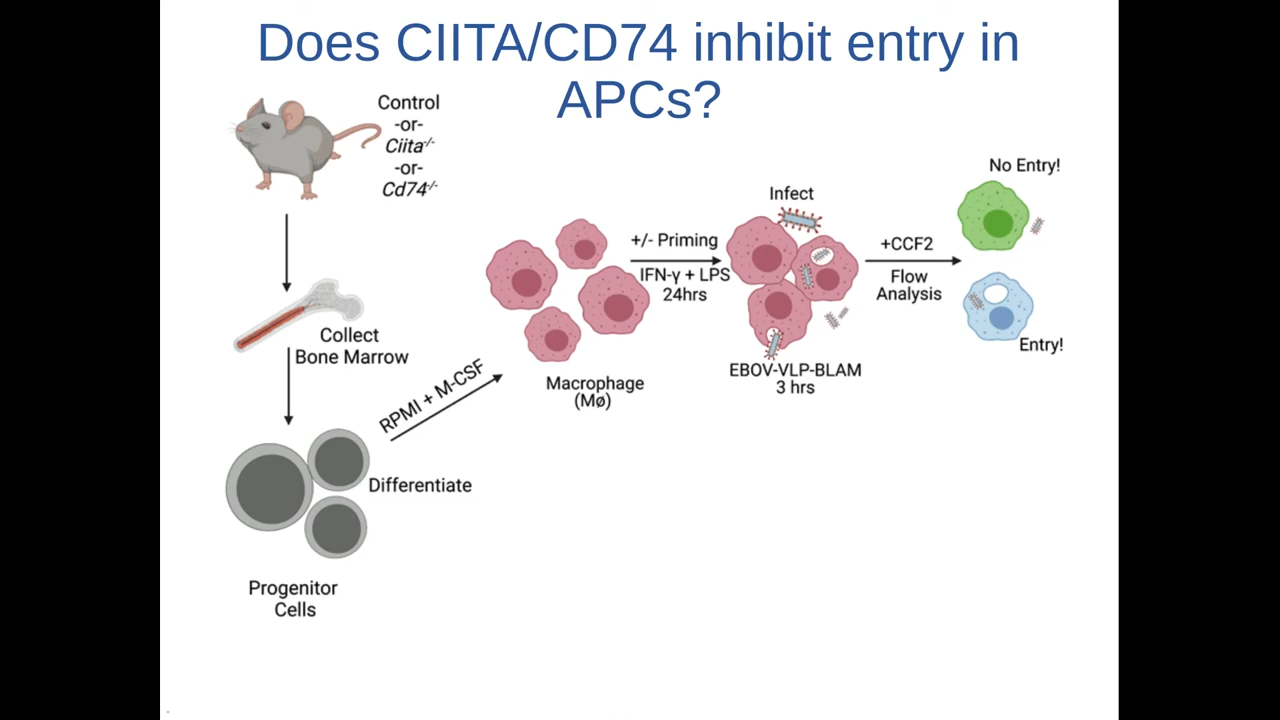 Does CIITA/CD74 inhibit entry in
APCs?
Control
-or-
Ciita-/-
-or-
Cd74-/-
Collect
Bone Marrow
Differentiate
Progenitor
Cells
RPMI + M-CSF
Macrophage
(Mø)
+/- Priming
IFN-γ + LPS
24hrs
Infect
EBOV-VLP-BLAM
3 hrs
+CCF2
Flow
Analysis
No Entry!
Entry!